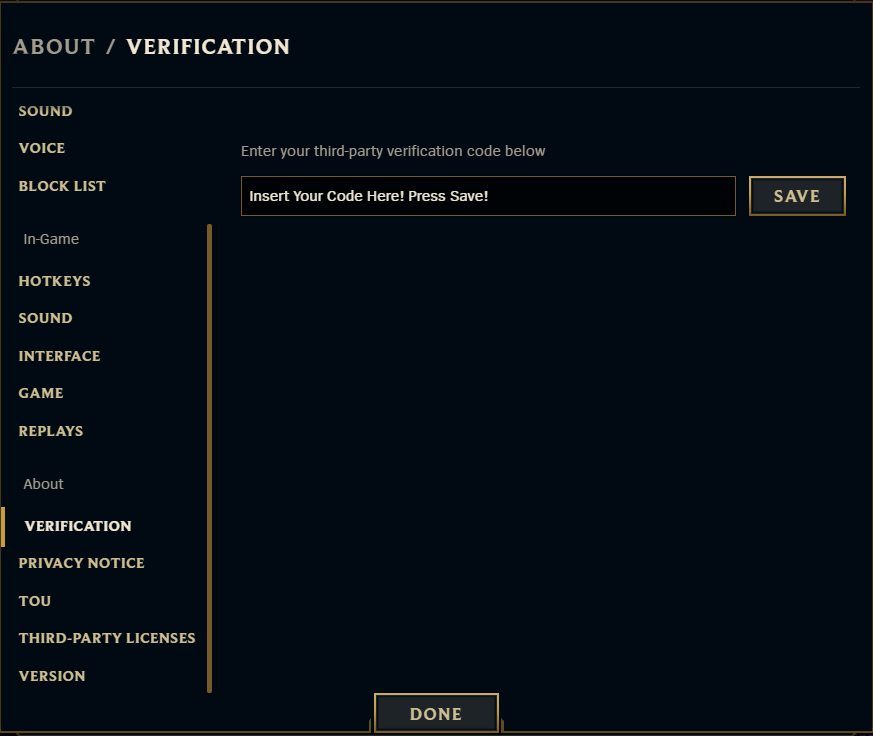 ABOUT / VERIFICATION
SOUND
VOICE
BLOCK LIST
In-Game
HOTKEYS
SOUND
INTERFACE
GAME
REPLAYS
About
VERIFICATION
PRIVACY NOTICE
TOU
THIRD-PARTY LICENSES
VERSION
Enter your third-party verification code below
Insert Your Code Here! Press Save!
SAVE
DONE